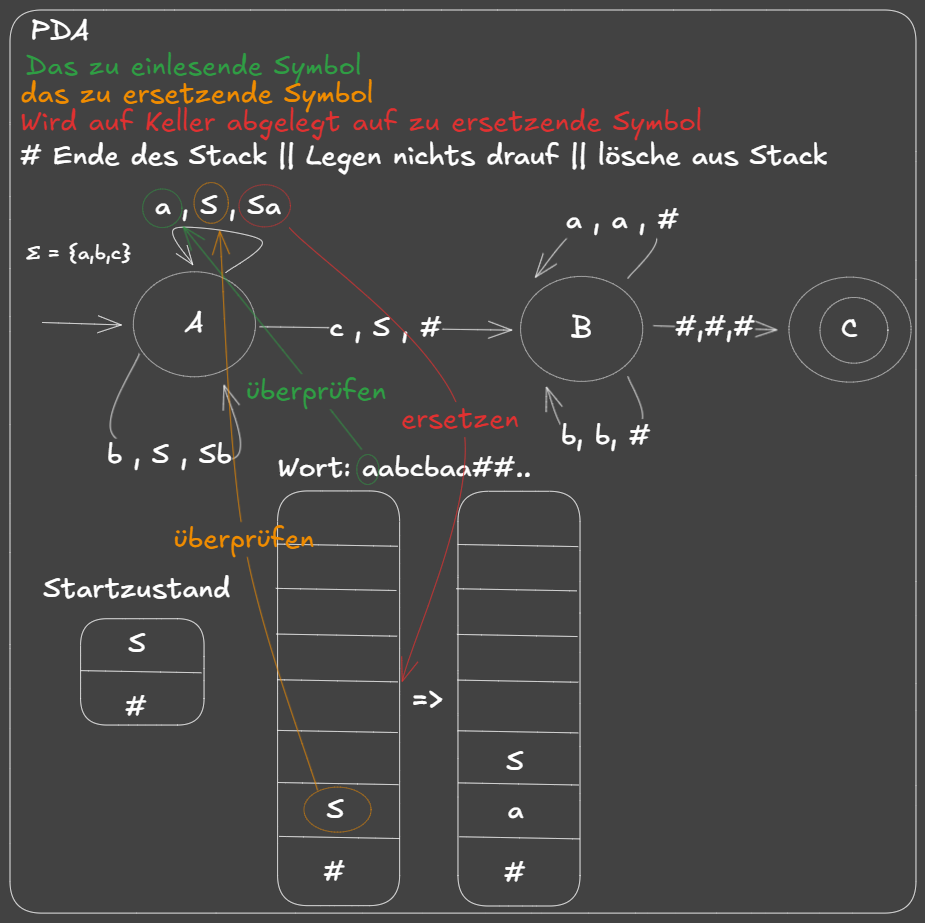 PDA
Das zu einlesende Symbol
das zu ersetzende Symbol
Wird auf Keller abgelegt auf zu ersetzende Symbol
# Ende des Stack || Legen nichts drauf || lösche aus Stack
a , S , Sa
a , a , #
Σ = {a,b,c}
A
c , S , #
B
#,#,#
C
überprüfen
ersetzen
b , S , Sb
b, b, #
Wort: aabcbaa##..
überprüfen
Startzustand
S
#
=>
S
S
a
#
#